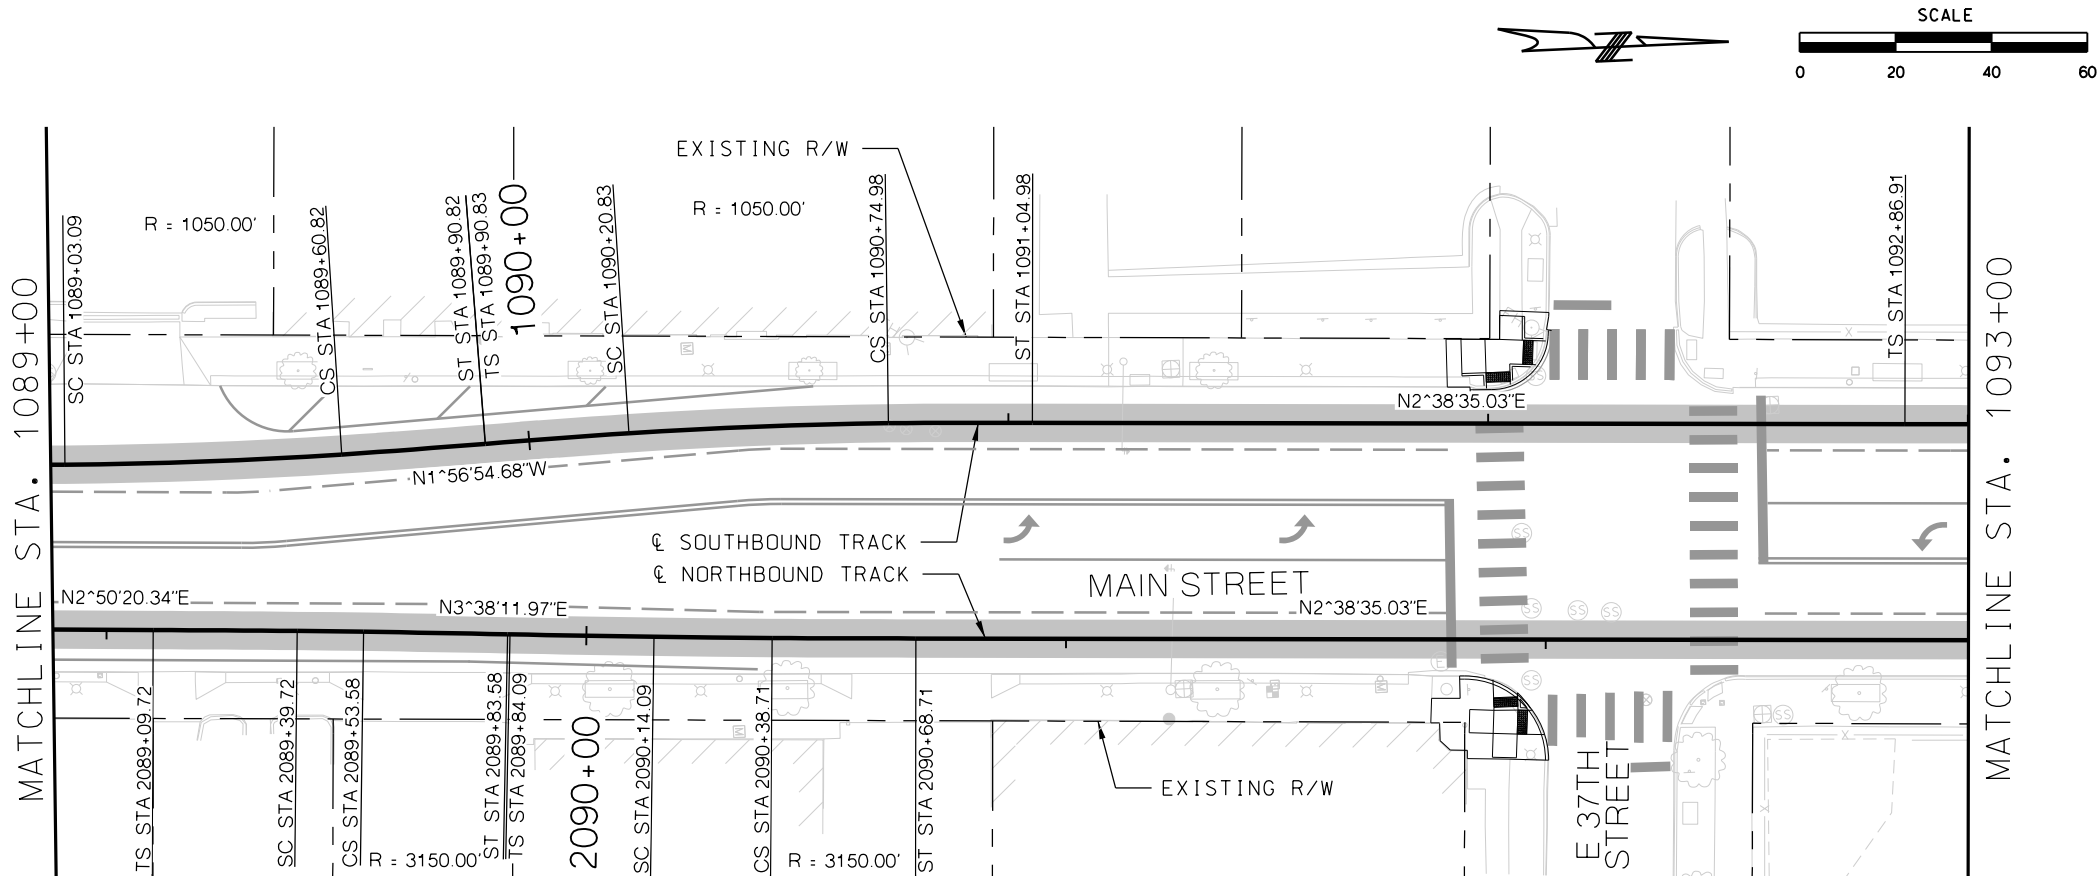 SCALE
0 20 40 60
EXISTING R/W
R = 1050.00'
R = 1050.00'
MATCHLINE STA. 1089+00
SC STA 1089+03.09
CS STA 1089+60.82
ST STA 1089+90.82
TS STA 1089+90.83
1090+00
SC STA 1090+20.83
CS STA 1090+74.98
ST STA 1091+04.98
TS STA 1092+86.91
MATCHLINE STA. 1093+00
M
N2^38'35.03"E
N1^56'54.68"W
SS
℄ SOUTHBOUND TRACK
℄ NORTHBOUND TRACK
MAIN STREET
N2^50'20.34"E
N3^38'11.97"E
N2^38'35.03"E
SS SS SS
E
SS
M
SS
M
TS STA 2089+09.72
SC STA 2089+39.72
CS STA 2089+53.58
ST STA 2089+83.58
TS STA 2089+84.09
2090+00
SC STA 2090+14.09
CS STA 2090+38.71
ST STA 2090+68.71
EXISTING R/W
E 37TH
STREET
R = 3150.00'
R = 3150.00'